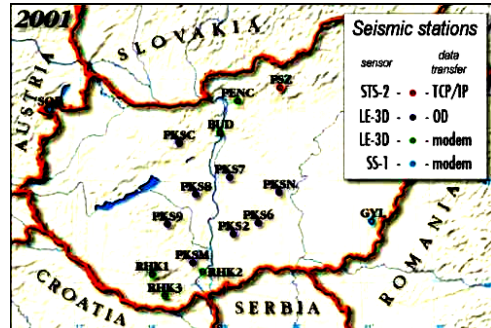 2001
Seismic stations
sensor data transfer
STS-2 - - TCP/IP
LE-3D - - OD
LE-3D - - modem
SS-1 - - modem
SLOVAKIA
AUSTRIA
SOP
PSZ
PENC
BUD
PKSG
PKS7
PKS8
PKSN
PKS9
PKS6
PKS2
GYL
PKSM
RHK1
RHK2
RHK3
ROMANIA
CROATIA
SERBIA